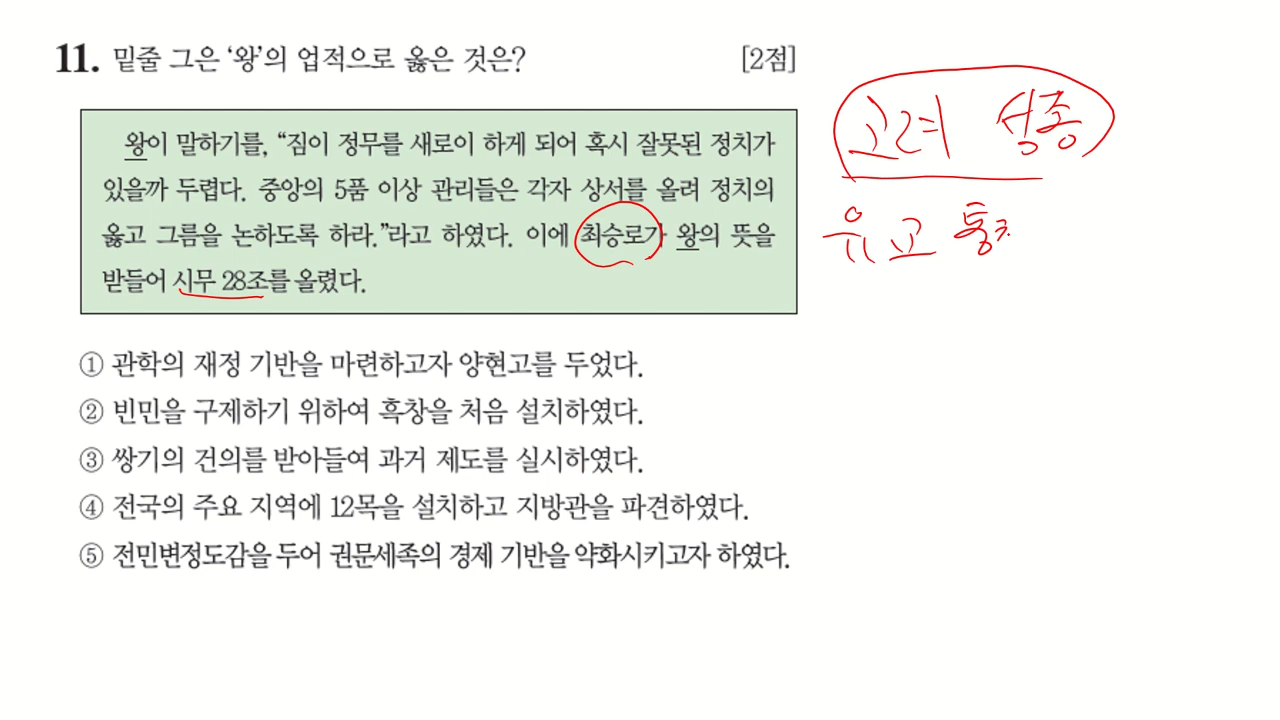 11. 밑줄 그은 ‘왕’의 업적으로 옳은 것은? [2점]
왕이 말하기를, “짐이 정무를 새로이 하게 되어 혹시 잘못된 정치가
있을까 두렵다. 중앙의 5품 이상 관리들은 각자 상서를 올려 정치의
옳고 그름을 논하도록 하라.”라고 하였다. 이에 최승로가 왕의 뜻을
받들어 시무 28조를 올렸다.
① 관학의 재정 기반을 마련하고자 양현고를 두었다.
② 빈민을 구제하기 위하여 흑창을 처음 설치하였다.
③ 쌍기의 건의를 받아들여 과거 제도를 실시하였다.
④ 전국의 주요 지역에 12목을 설치하고 지방관을 파견하였다.
⑤ 전민변정도감을 두어 권문세족의 경제 기반을 약화시키고자 하였다.
고려 성종
유교